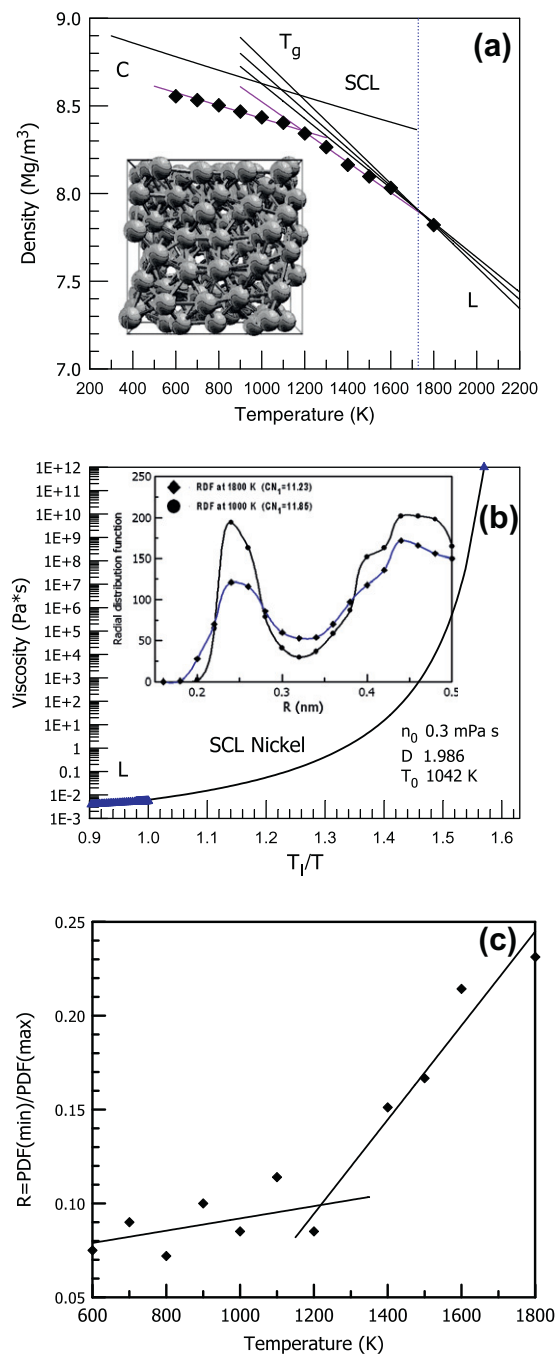 (a)
9.0
8.5
8.0
7.5
7.0
Density (Mg/m³)
T_g
C
SCL
L
200 400 600 800 1000 1200 1400 1600 1800 2000 2200
Temperature (K)
(b)
1E+12
1E+11
1E+10
1E+9
1E+8
1E+7
1E+6
1E+5
1E+4
1E+3
1E+2
1E+1
1
0.1
1E-2
1E-3
Viscosity (Pa*s)
250
200
150
100
50
0
Radial distribution function
RDF at 1800 K (CN₁=11.23)
RDF at 1000 K (CN₁=11.85)
0.2 0.3 0.4 0.5
R (nm)
SCL Nickel
L
n₀ 0.3 mPa s
D 1.986
T₀ 1042 K
0.9 1.0 1.1 1.2 1.3 1.4 1.5 1.6
T_l/T
(c)
0.25
0.20
0.15
0.10
0.05
R=PDF(min)/PDF(max)
600 800 1000 1200 1400 1600 1800
Temperature (K)